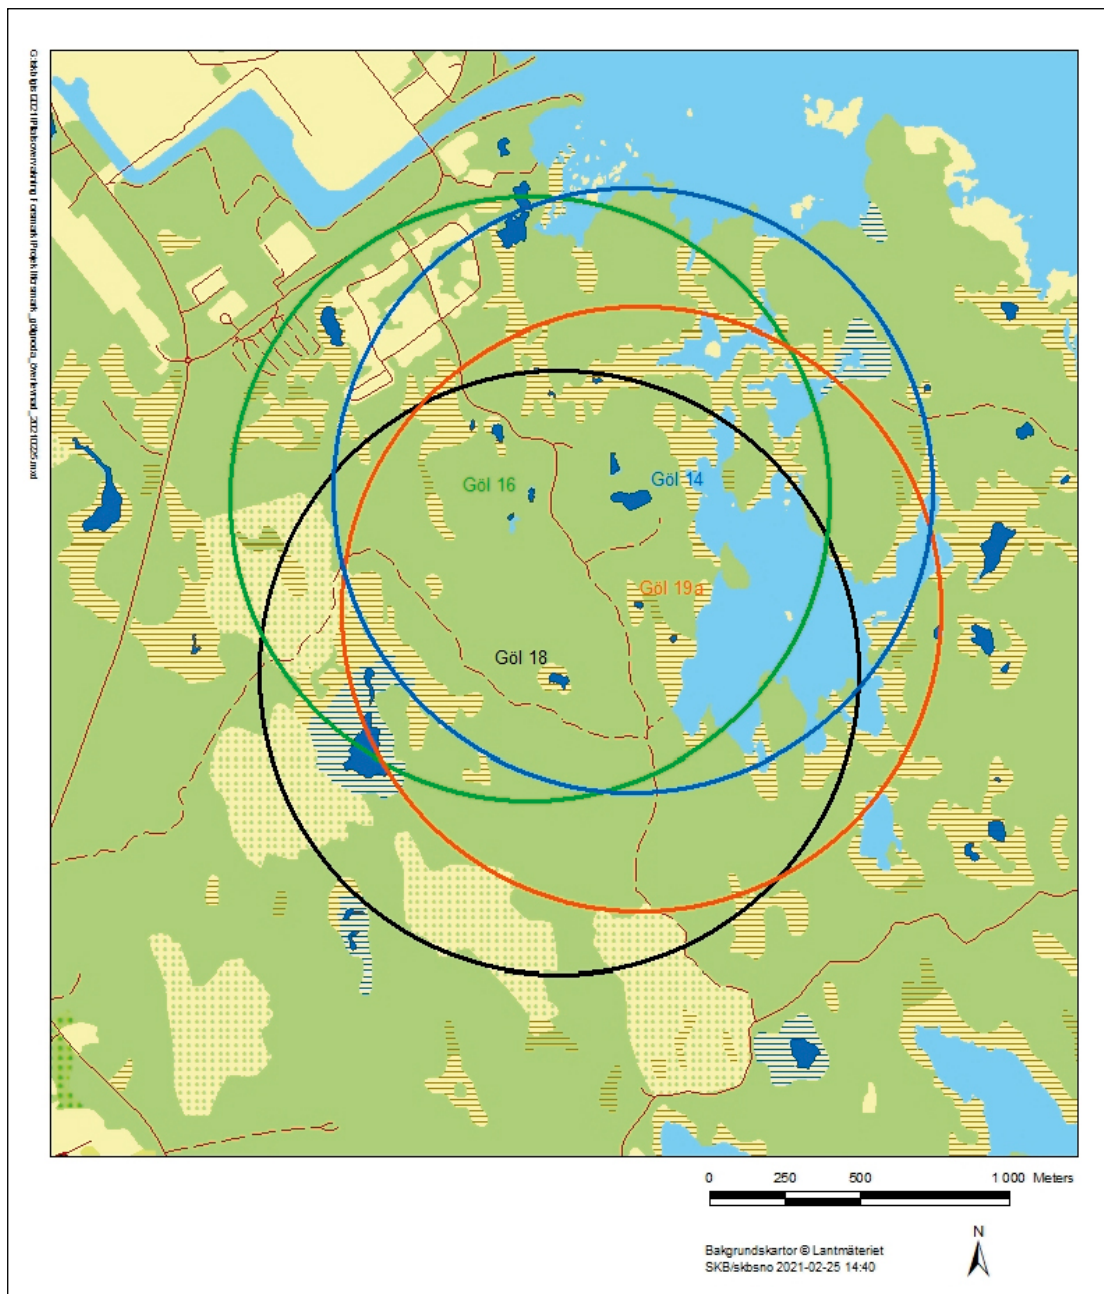 Göl 16
Göl 14
Göl 19a
Göl 18
0 250 500 1 000 Meters
N
Bakgrundskartor © Lantmäteriet
SKB/skbsno 2021-02-25 14:40